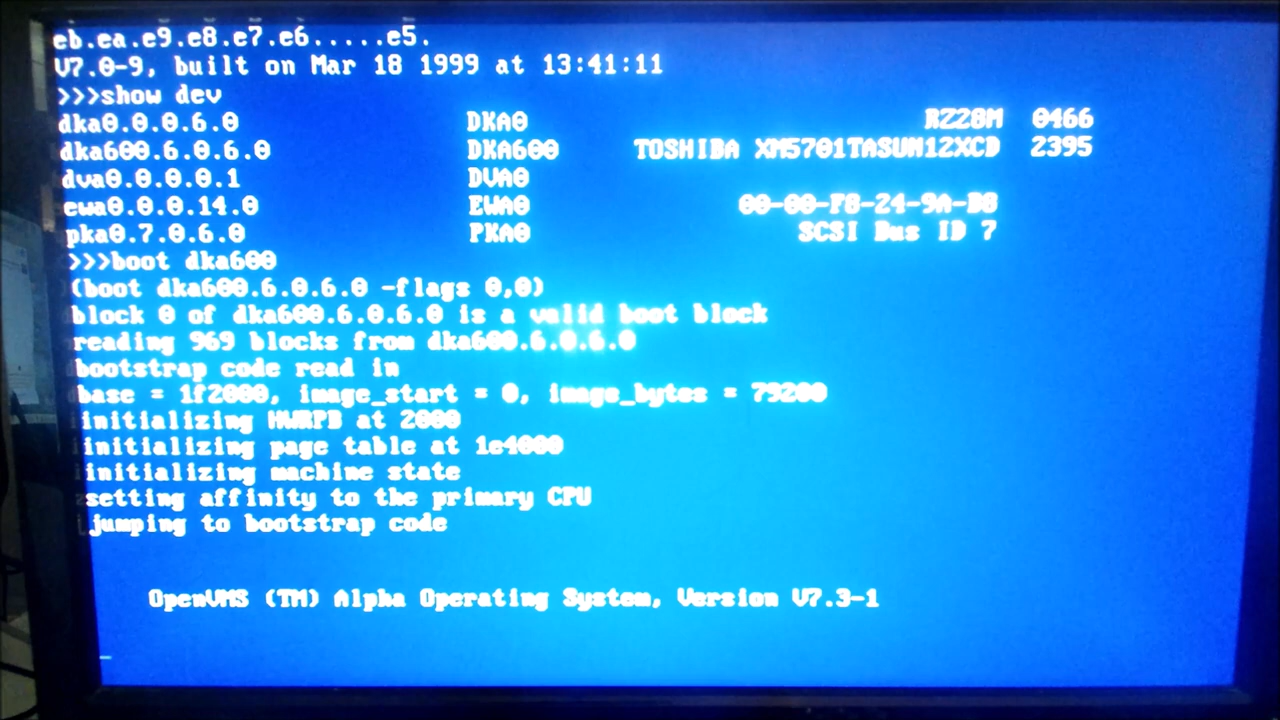 eb.ea.e9.e8.e7.e6.....e5.
V7.0-9, built on Mar 18 1999 at 13:41:11
>>>show dev
dka0.0.0.6.0 DKA0 RZ28M 0466
dka600.6.0.6.0 DKA600 TOSHIBA XM5701TASUN12XCD 2395
dva0.0.0.0.1 DVA0
ewa0.0.0.14.0 EWA0 00-00-F8-24-9A-B8
pka0.7.0.6.0 PKA0 SCSI Bus ID 7
>>>boot dka600
(boot dka600.6.0.6.0 -flags 0,0)
block 0 of dka600.6.0.6.0 is a valid boot block
reading 969 blocks from dka600.6.0.6.0
bootstrap code read in
base = 1f2000, image_start = 0, image_bytes = 79200
initializing HWRPB at 2000
initializing page table at 1e4000
initializing machine state
setting affinity to the primary CPU
jumping to bootstrap code
OpenVMS (TM) Alpha Operating System, Version V7.3-1